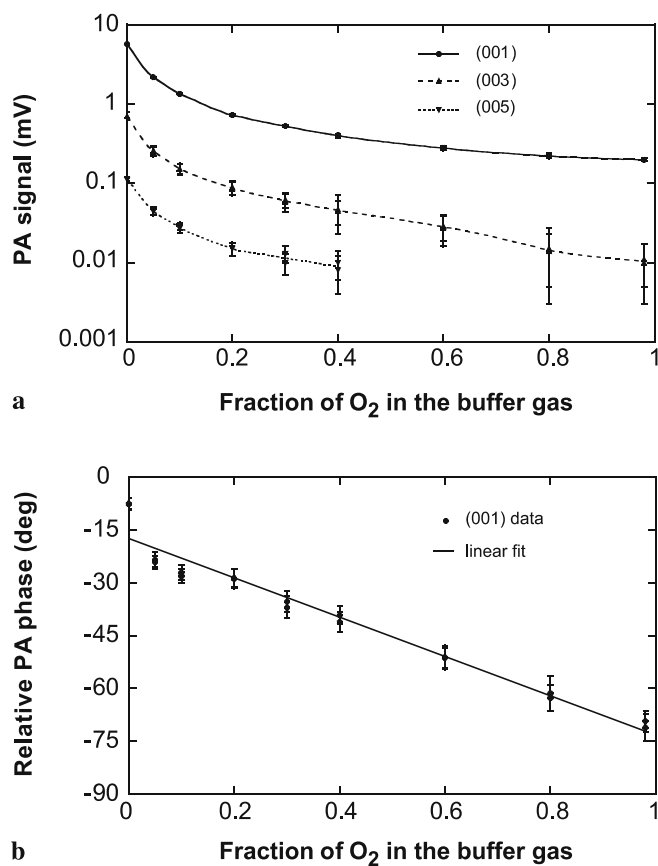 10
1
0.1
0.01
0.001
PA signal (mV)
(001)
(003)
(005)
0 0.2 0.4 0.6 0.8 1
Fraction of O2 in the buffer gas
a
0
-15
-30
-45
-60
-75
-90
Relative PA phase (deg)
(001) data
linear fit
0 0.2 0.4 0.6 0.8 1
Fraction of O2 in the buffer gas
b